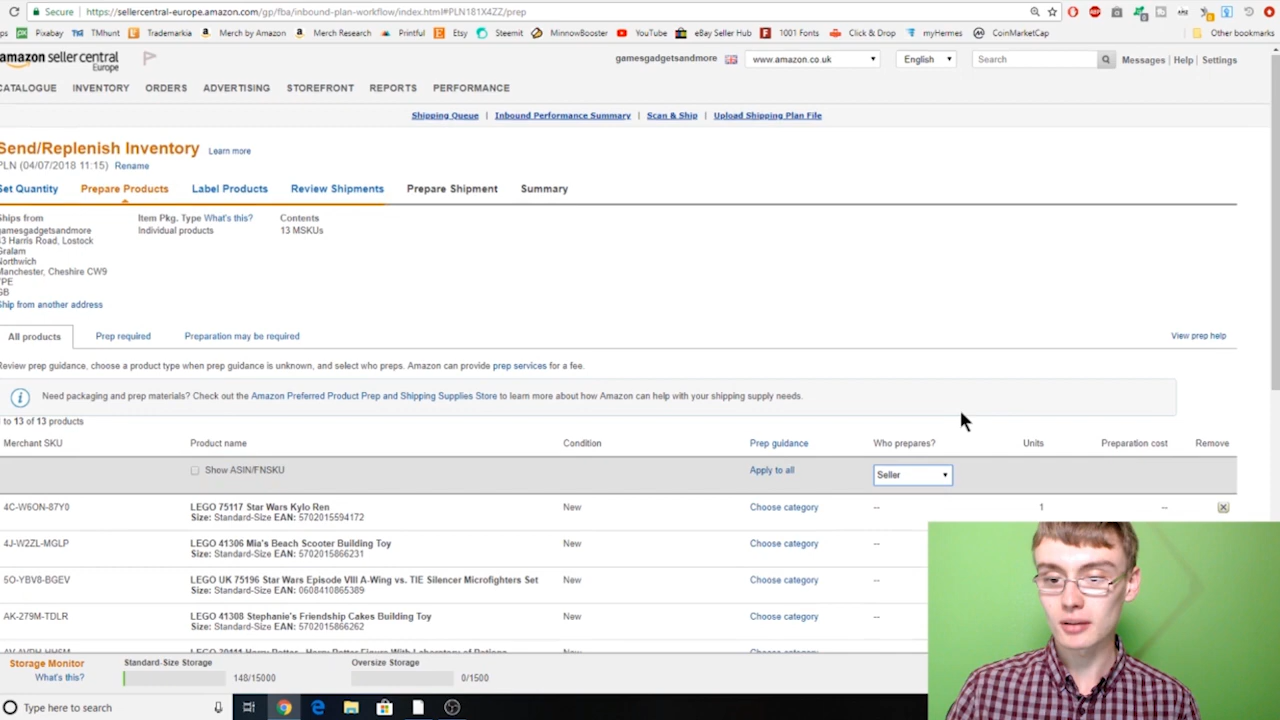 Secure https://sellercentral-europe.amazon.com/gp/fba/inbound-plan-workflow/index.html#PLN181X4ZZ/prep
Pixabay TMhunt Trademarkia Merch by Amazon Merch Research Printful Etsy Steemit MinnowBooster YouTube eBay Seller Hub 1001 Fonts Click & Drop myHermes CoinMarketCap Other bookmarks
amazon seller central
Europe
gamesgadgetsandmore www.amazon.co.uk English Search Messages | Help | Settings
CATALOGUE INVENTORY ORDERS ADVERTISING STOREFRONT REPORTS PERFORMANCE
Shipping Queue | Inbound Performance Summary | Scan & Ship | Upload Shipping Plan File
Send/Replenish Inventory Learn more
PLN (04/07/2018 11:15) Rename
Set Quantity Prepare Products Label Products Review Shipments Prepare Shipment Summary
Ships from Item Pkg. Type What's this? Contents
gamesgadgetsandmore Individual products 13 MSKUs
3 Harris Road, Lostock
Gralam
Northwich
Manchester, Cheshire CW9
7PE
GB
Ship from another address
All products Prep required Preparation may be required View prep help
Review prep guidance, choose a product type when prep guidance is unknown, and select who preps. Amazon can provide prep services for a fee.
Need packaging and prep materials? Check out the Amazon Preferred Product Prep and Shipping Supplies Store to learn more about how Amazon can help with your shipping supply needs.
to 13 of 13 products
Merchant SKU Product name Condition Prep guidance Who prepares? Units Preparation cost Remove
Show ASIN/FNSKU Apply to all Seller
4C-W6ON-87Y0 LEGO 75117 Star Wars Kylo Ren New Choose category -- 1 --
Size: Standard-Size EAN: 5702015594172
4J-W2ZL-MGLP LEGO 41306 Mia's Beach Scooter Building Toy New Choose category --
Size: Standard-Size EAN: 5702015866231
5O-YBV8-BGEV LEGO UK 75196 Star Wars Episode VIII A-Wing vs. TIE Silencer Microfighters Set New Choose category --
Size: Standard-Size EAN: 0608410865389
AK-279M-TDLR LEGO 41308 Stephanie's Friendship Cakes Building Toy New Choose category --
Size: Standard-Size EAN: 5702015866262
Storage Monitor Standard-Size Storage Oversize Storage
What's this? 148/15000 0/1500
Type here to search